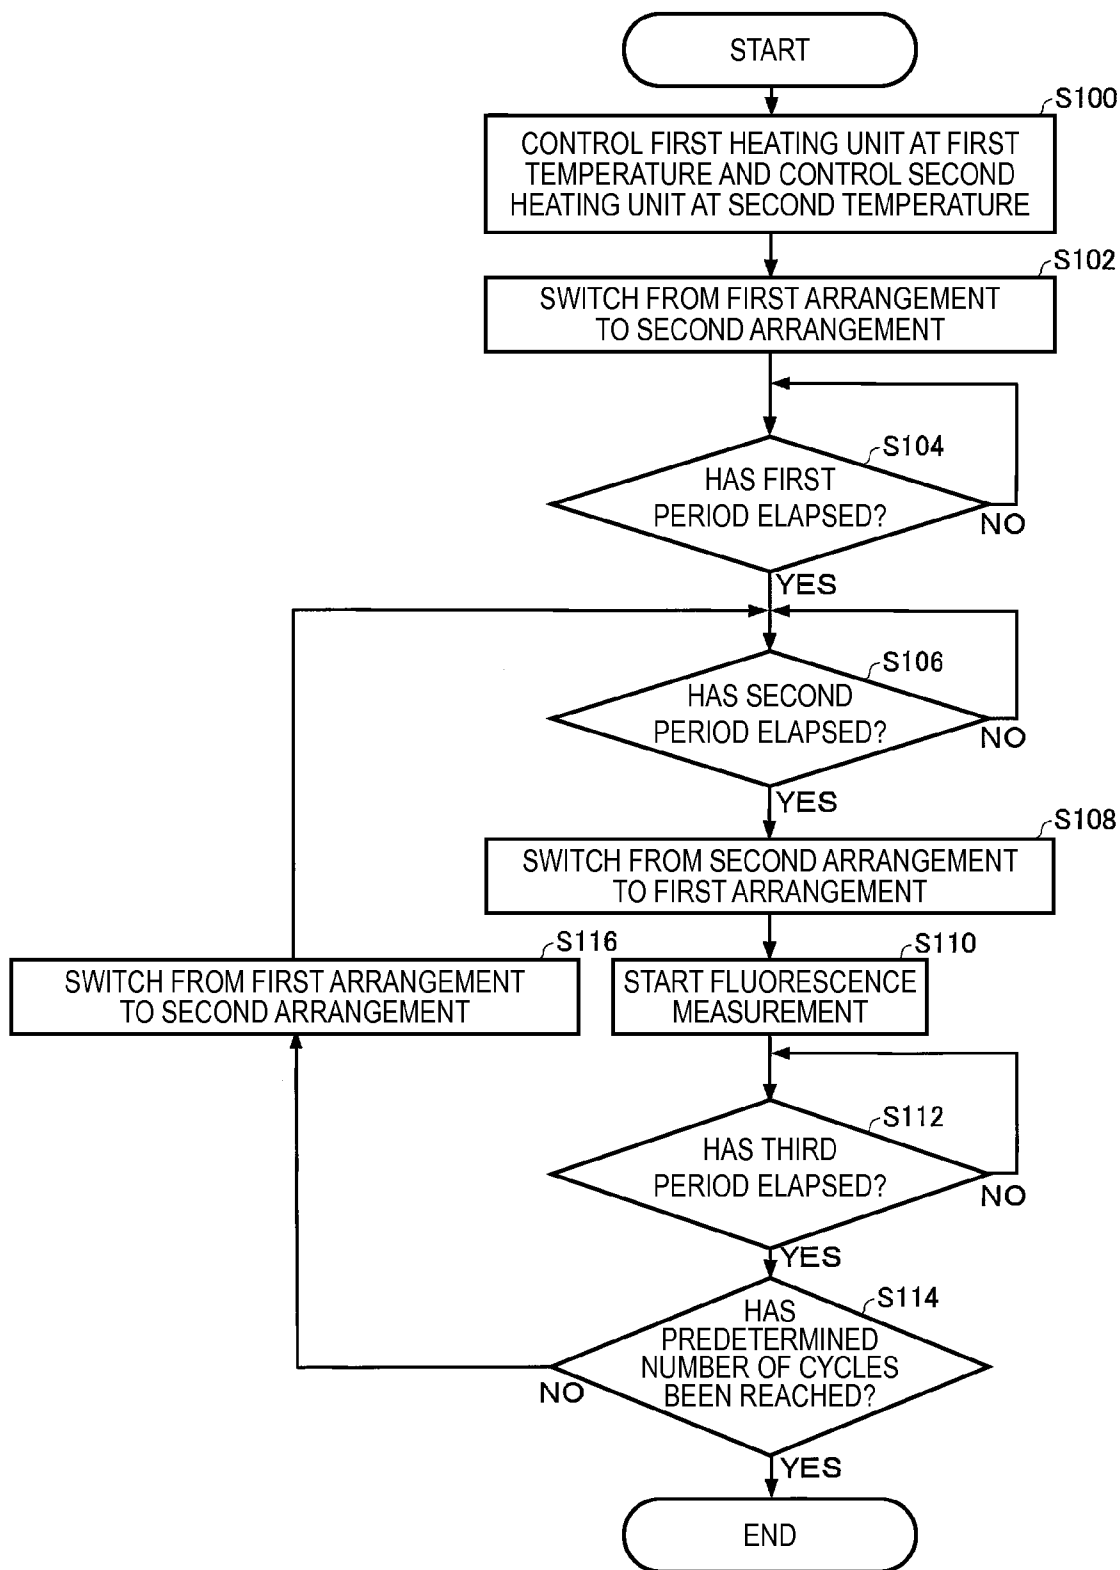 START
S100
CONTROL FIRST HEATING UNIT AT FIRST
TEMPERATURE AND CONTROL SECOND
HEATING UNIT AT SECOND TEMPERATURE
S102
SWITCH FROM FIRST ARRANGEMENT
TO SECOND ARRANGEMENT
S104
HAS FIRST
PERIOD ELAPSED?
NO
YES
S106
HAS SECOND
PERIOD ELAPSED?
NO
YES
S108
SWITCH FROM SECOND ARRANGEMENT
TO FIRST ARRANGEMENT
S116
SWITCH FROM FIRST ARRANGEMENT
TO SECOND ARRANGEMENT
S110
START FLUORESCENCE
MEASUREMENT
S112
HAS THIRD
PERIOD ELAPSED?
NO
YES
S114
HAS
PREDETERMINED
NUMBER OF CYCLES
BEEN REACHED?
NO
YES
END